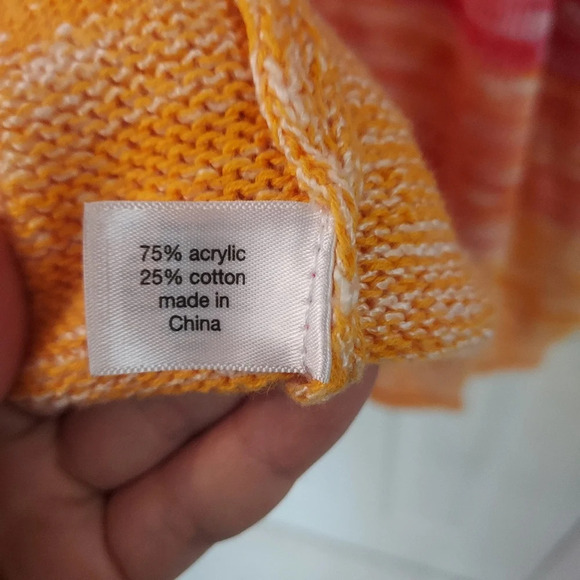 75% acrylic
25% cotton
made in
China